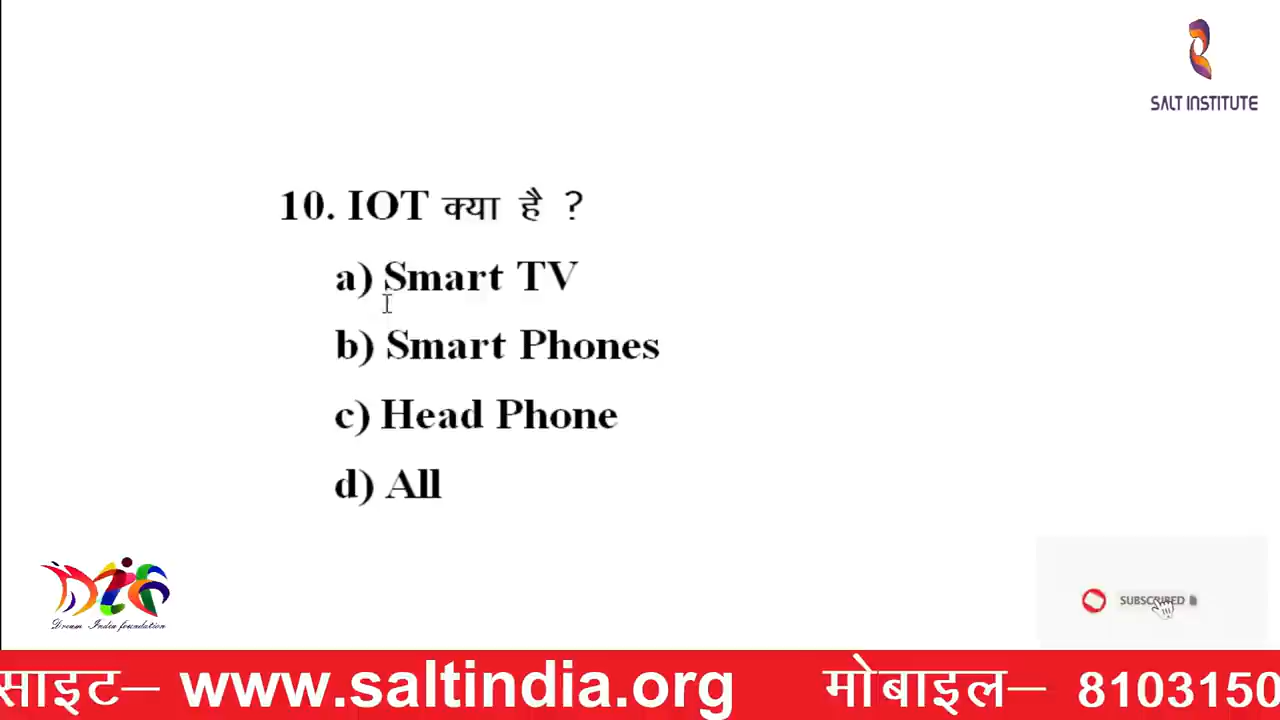 SALT INSTITUTE
10. IOT क्या है ?
a) Smart TV
b) Smart Phones
c) Head Phone
d) All
Dream India foundation
SUBSCRIBED
साइट– www.saltindia.org मोबाइल– 8103150